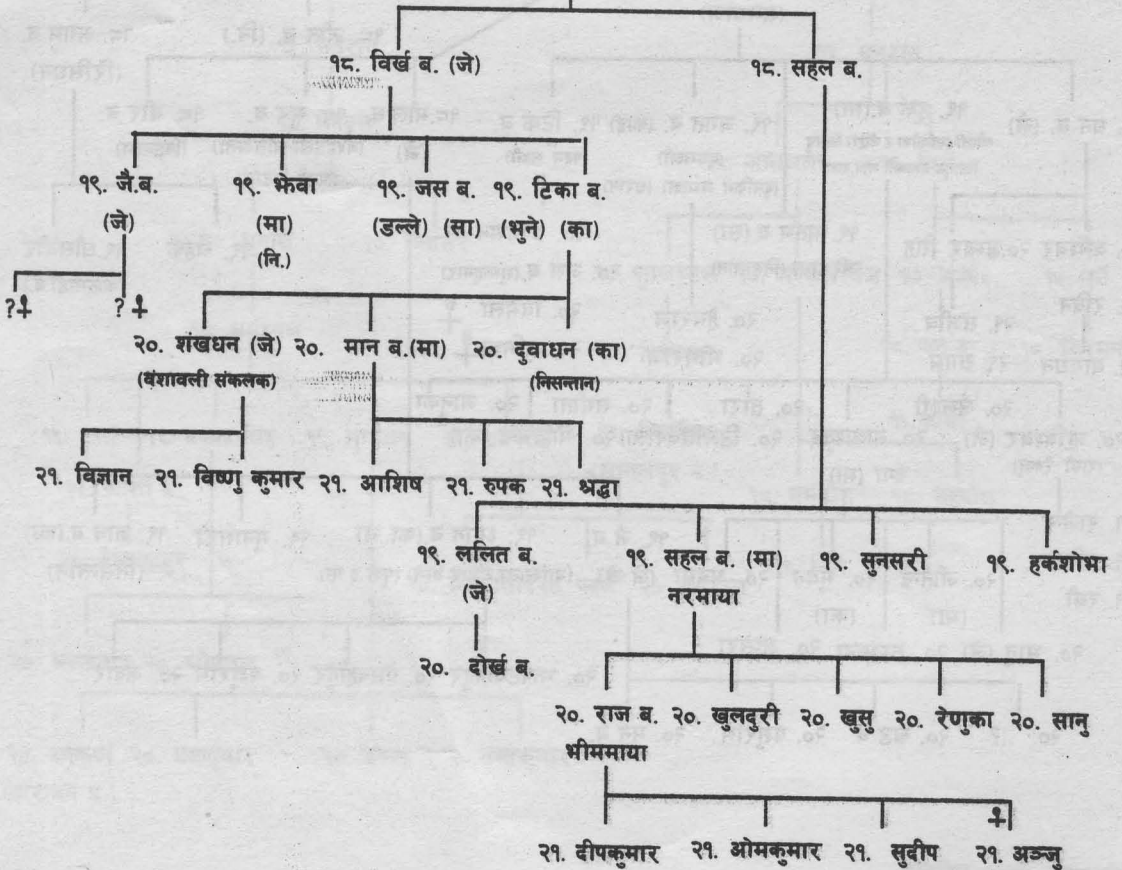 १८. विर्ख ब. (जे) १८. सहल ब.
१९. जै.ब. १९. झेवा १९. जस ब. १९. टिका ब.
(जे) (मा) (डल्ले) (सा) (भुने) (का)
(नि.)
?
?
२०. शंखधन (जे) २०. मान ब.(मा) २०. दुवाधन (का)
(वंशावली संकलक) (निसन्तान)
२१. विज्ञान २१. विष्णु कुमार २१. आशिष २१. रुपक २१. श्रद्धा
१९. ललित ब. १९. सहल ब. (मा) १९. सुनसरी १९. हर्कशोभा
(जे) नरमाया
२०. दोर्ख ब.
२०. राज ब. २०. खुलदुरी २०. खुसु २०. रेणुका २०. सानु
भीममाया
२१. दीपकुमार २१. ओमकुमार २१. सुदीप २१. अञ्जु